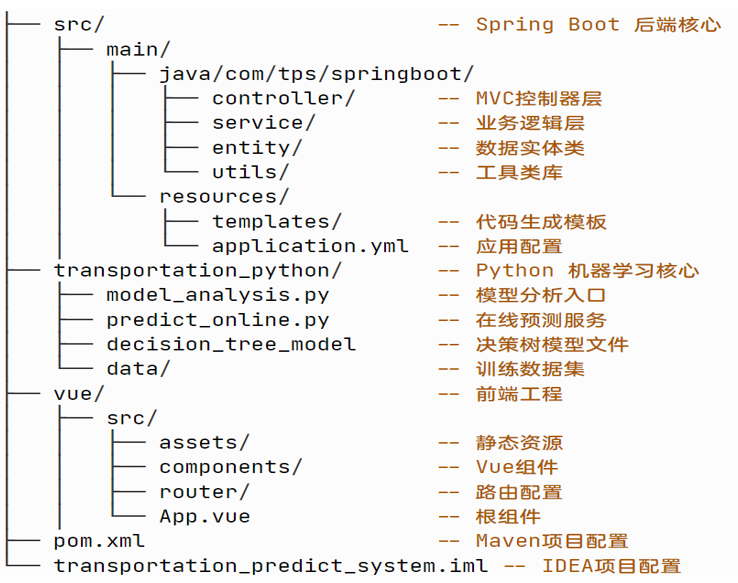 ├── src/                          -- Spring Boot 后端核心
│   ├── main/
│   │   ├── java/com/tps/springboot/
│   │   │   ├── controller/       -- MVC控制器层
│   │   │   ├── service/          -- 业务逻辑层
│   │   │   ├── entity/           -- 数据实体类
│   │   │   └── utils/            -- 工具类库
│   │   └── resources/
│   │       ├── templates/        -- 代码生成模板
│   │       └── application.yml   -- 应用配置
├── transportation_python/        -- Python 机器学习核心
│   ├── model_analysis.py         -- 模型分析入口
│   ├── predict_online.py         -- 在线预测服务
│   ├── decision_tree_model       -- 决策树模型文件
│   └── data/                     -- 训练数据集
├── vue/                          -- 前端工程
│   ├── src/
│   │   ├── assets/               -- 静态资源
│   │   ├── components/           -- Vue组件
│   │   ├── router/               -- 路由配置
│   │   └── App.vue               -- 根组件
├── pom.xml                       -- Maven项目配置
└── transportation_predict_system.iml -- IDEA项目配置